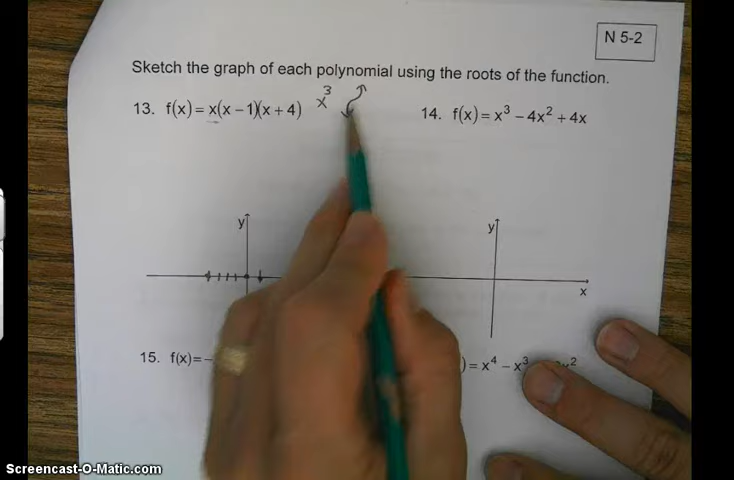 N 5-2
Sketch the graph of each polynomial using the roots of the function.
13. f(x) = x(x – 1)(x + 4) x³
14. f(x) = x³ – 4x² + 4x
y
y
x
15. f(x) = –
) = x⁴ – x³
Screencast-O-Matic.com